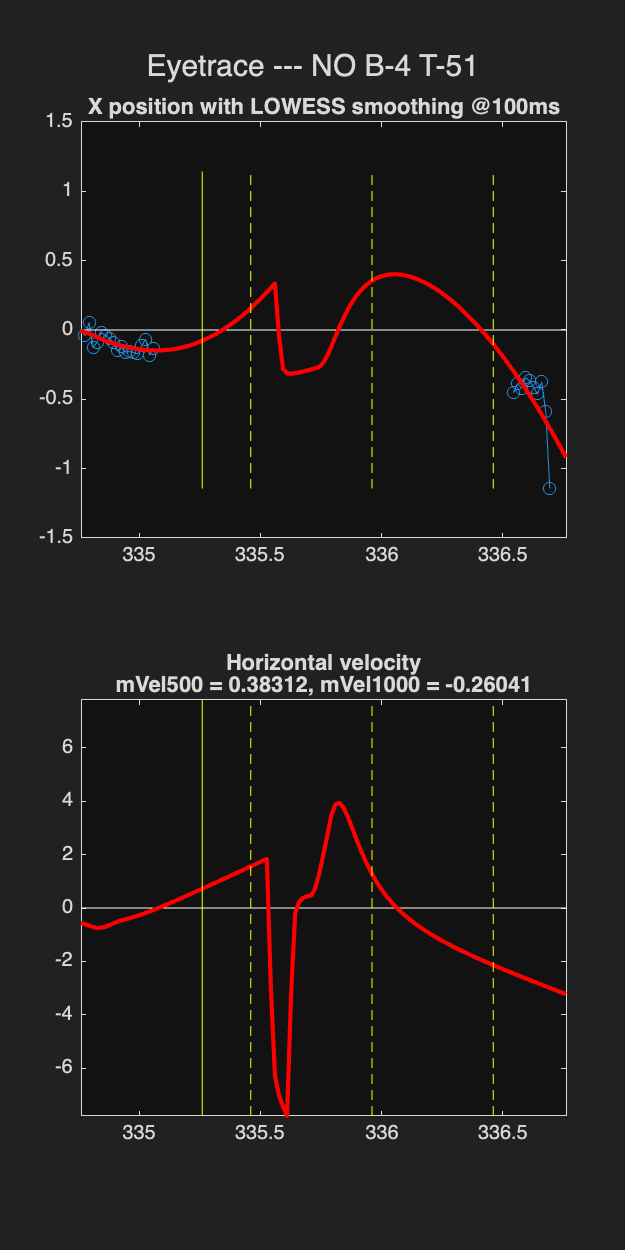 Eyetrace --- NO B-4 T-51
X position with LOWESS smoothing @100ms
1.5
1
0.5
0
-0.5
-1
-1.5
335 335.5 336 336.5
Horizontal velocity
mVel500 = 0.38312, mVel1000 = -0.26041
6
4
2
0
-2
-4
-6
335 335.5 336 336.5